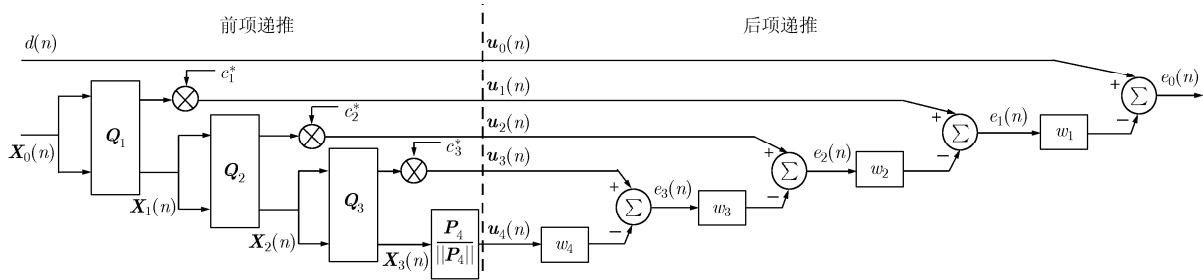 前项递推
后项递推
d(n)
u₀(n)
e₀(n)
c₁*
u₁(n)
+
−
Σ
Q₁
X₀(n)
c₂*
u₂(n)
+
−
Σ
e₁(n)
w₁
Q₂
X₁(n)
c₃*
u₃(n)
+
−
Σ
e₂(n)
w₂
Q₃
X₂(n)
+
−
Σ
e₃(n)
w₃
X₃(n)
P₄
||P₄||
u₄(n)
w₄